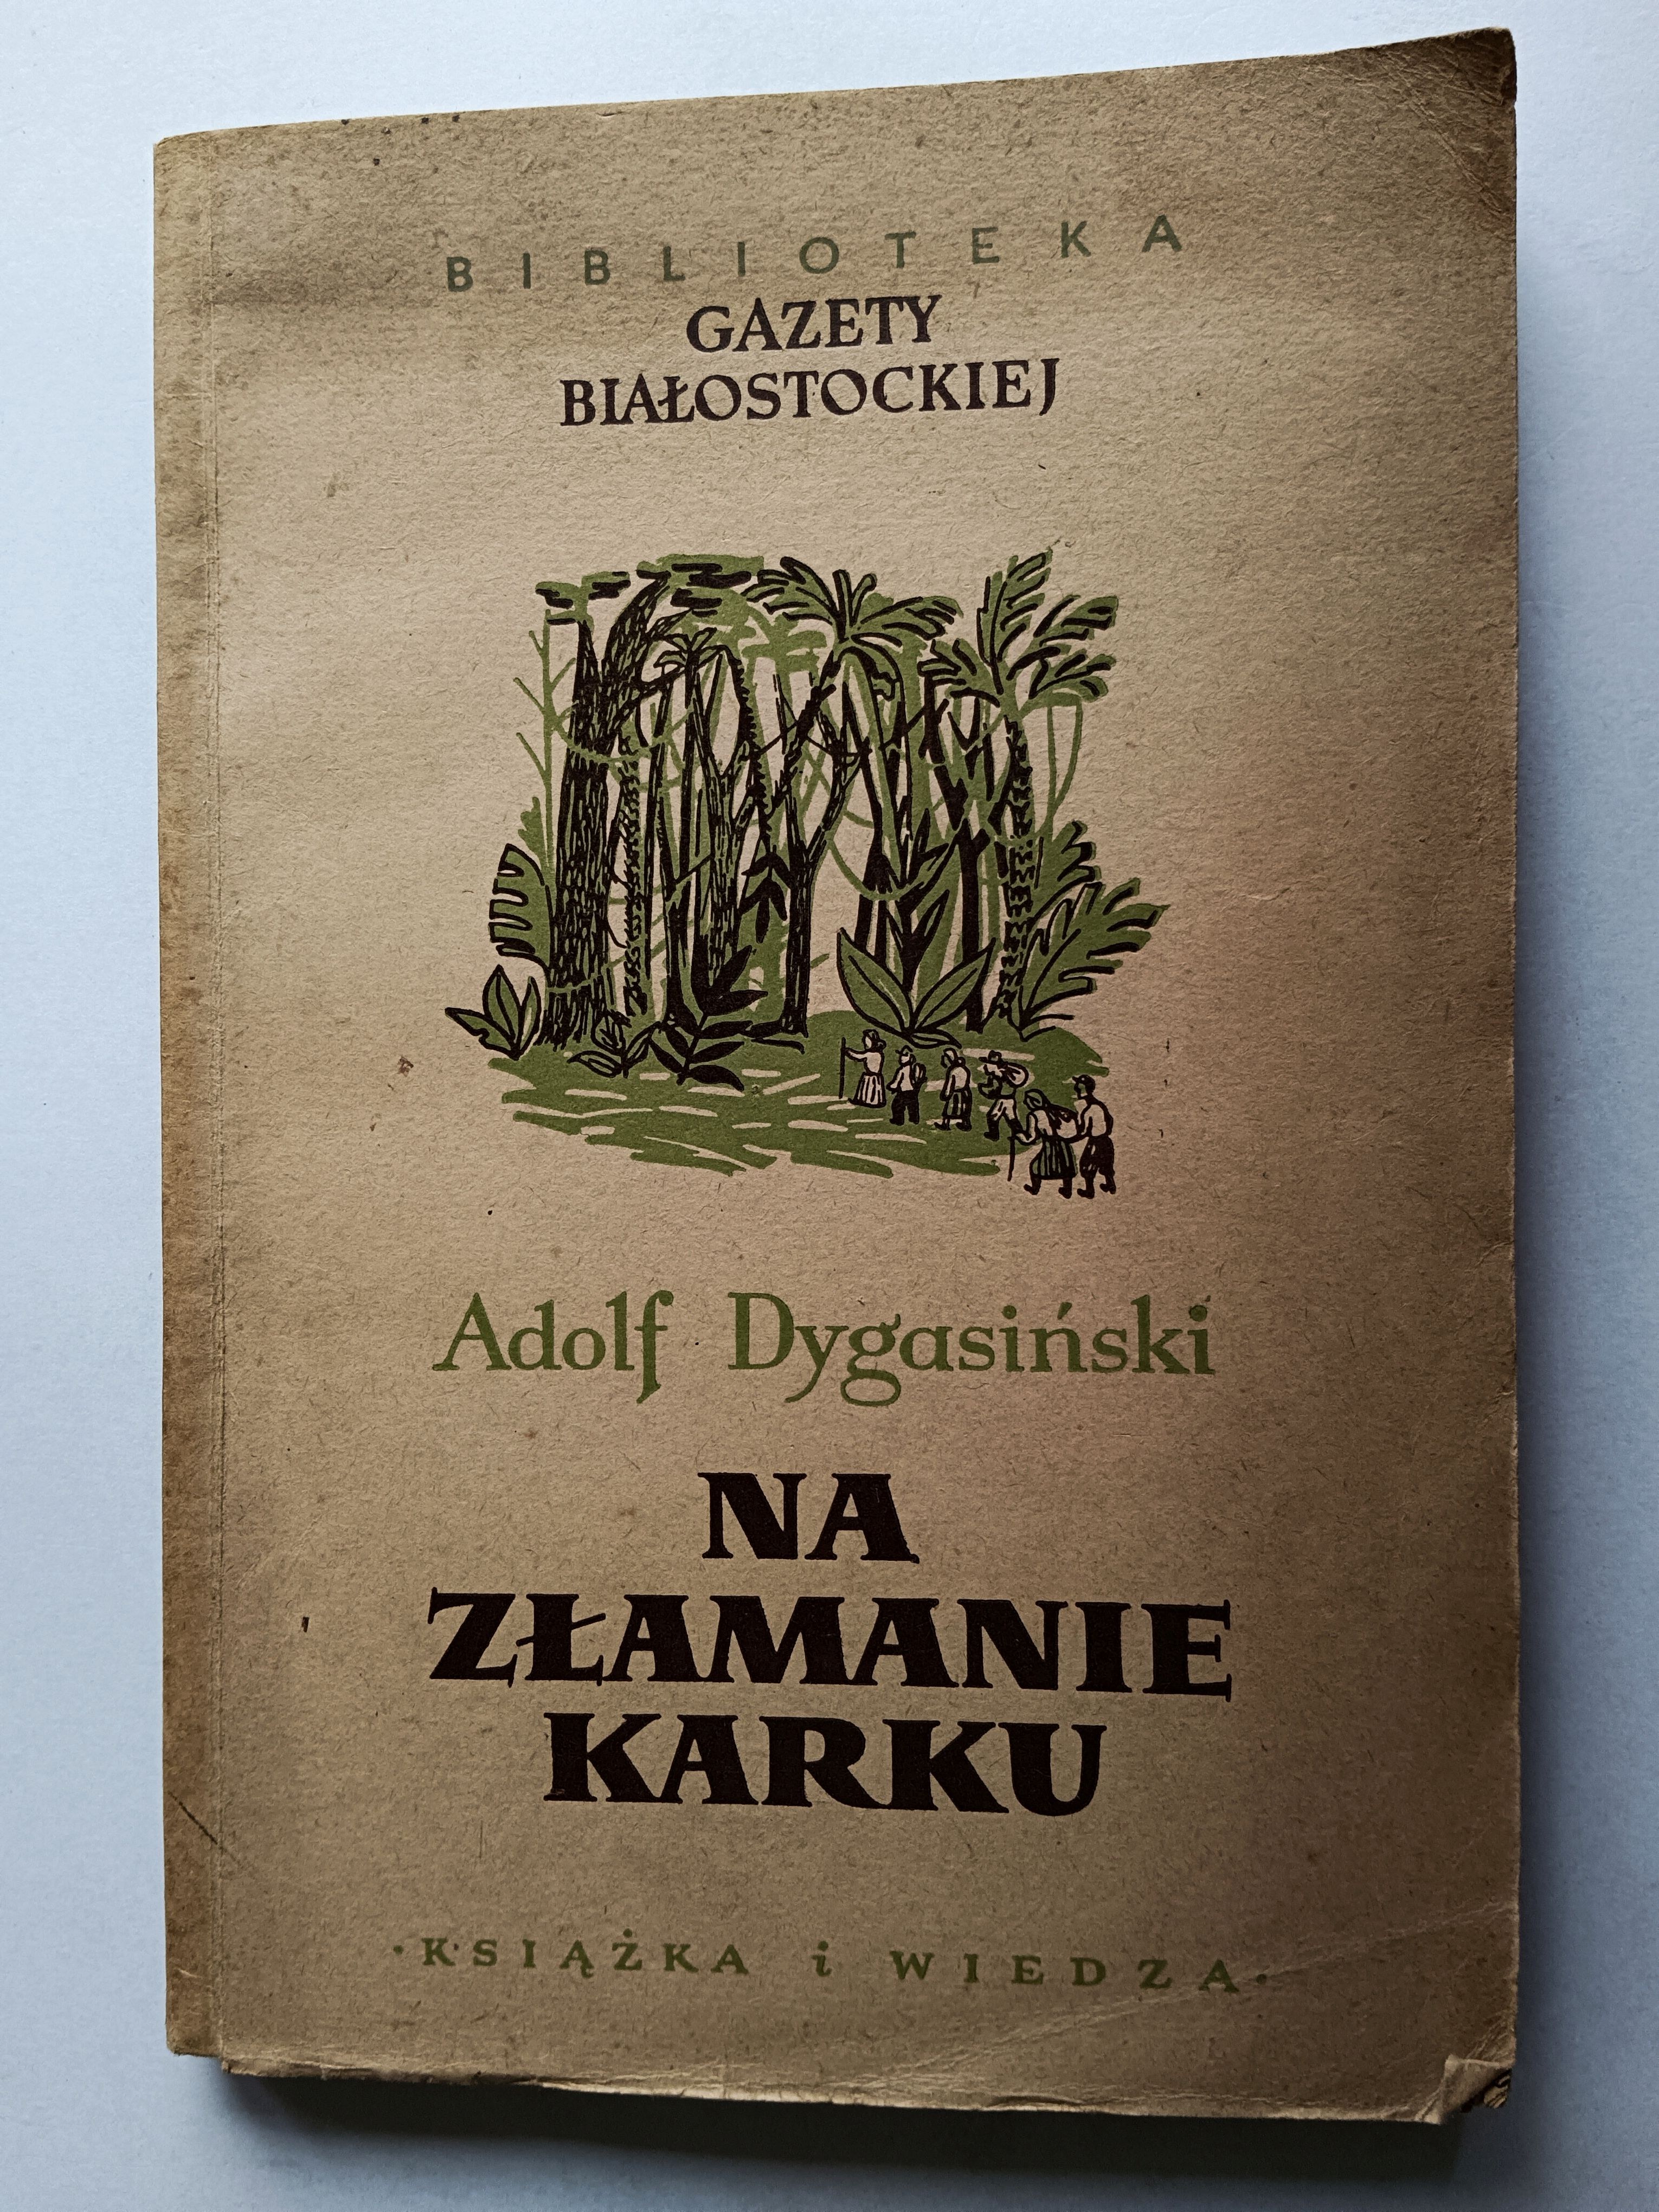 BIBLIOTEKA
GAZETY
BIAŁOSTOCKIEJ
Adolf Dygasiński
NA
ZŁAMANIE
KARKU
·KSIĄŻKA i WIEDZA·